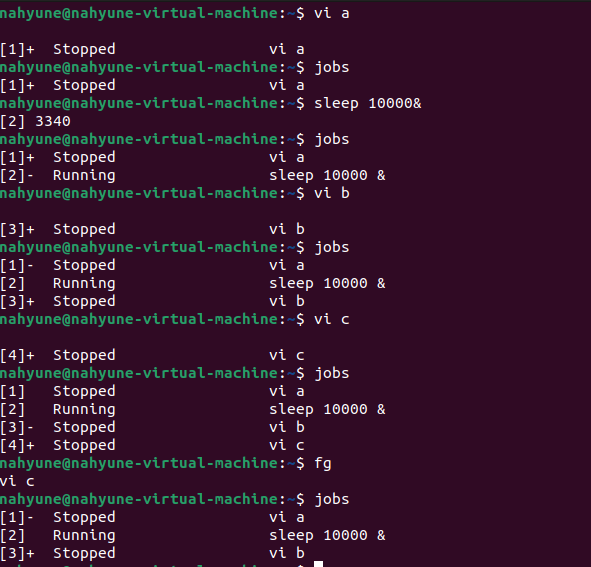 nahyune@nahyune-virtual-machine:~$ vi a
[1]+  Stopped                 vi a
nahyune@nahyune-virtual-machine:~$ jobs
[1]+  Stopped                 vi a
nahyune@nahyune-virtual-machine:~$ sleep 10000&
[2] 3340
nahyune@nahyune-virtual-machine:~$ jobs
[1]+  Stopped                 vi a
[2]-  Running                 sleep 10000 &
nahyune@nahyune-virtual-machine:~$ vi b
[3]+  Stopped                 vi b
nahyune@nahyune-virtual-machine:~$ jobs
[1]-  Stopped                 vi a
[2]   Running                 sleep 10000 &
[3]+  Stopped                 vi b
nahyune@nahyune-virtual-machine:~$ vi c
[4]+  Stopped                 vi c
nahyune@nahyune-virtual-machine:~$ jobs
[1]   Stopped                 vi a
[2]   Running                 sleep 10000 &
[3]-  Stopped                 vi b
[4]+  Stopped                 vi c
nahyune@nahyune-virtual-machine:~$ fg
vi c
nahyune@nahyune-virtual-machine:~$ jobs
[1]-  Stopped                 vi a
[2]   Running                 sleep 10000 &
[3]+  Stopped                 vi b
nahyune@nahyune-virtual-machine:~$